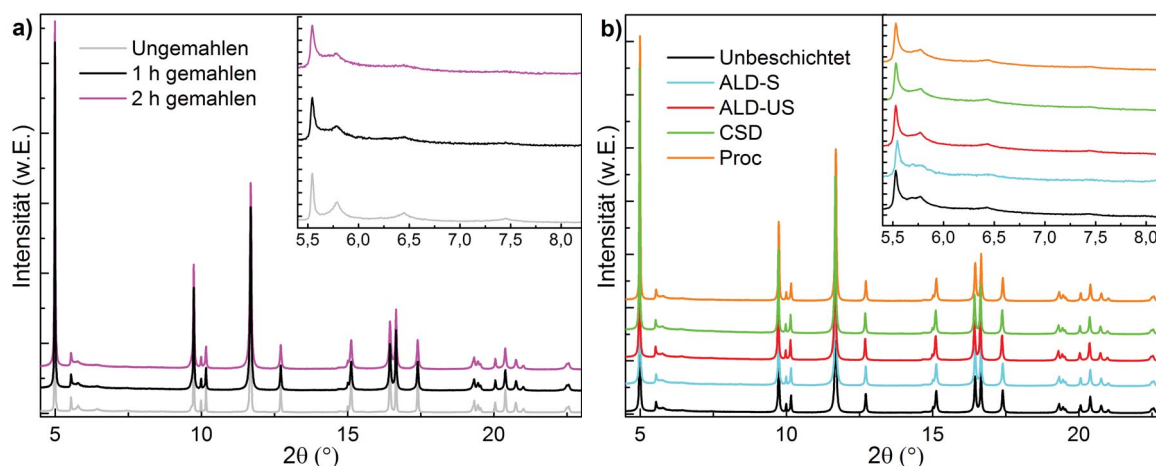 a)
Ungemahlen
1 h gemahlen
2 h gemahlen
5,5 6,0 6,5 7,0 7,5 8,0
Intensität (w.E.)
5 10 15 20
2θ (°)
b)
Unbeschichtet
ALD-S
ALD-US
CSD
Proc
5,5 6,0 6,5 7,0 7,5 8,0
Intensität (w.E.)
5 10 15 20
2θ (°)